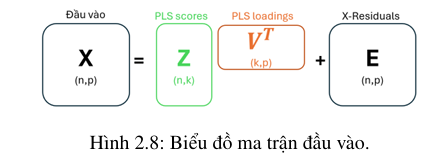 Đầu vào PLS scores PLS loadings X-Residuals
X = Z V^T + E
(n,p) (n,k) (k,p) (n,p)
Hình 2.8: Biểu đồ ma trận đầu vào.